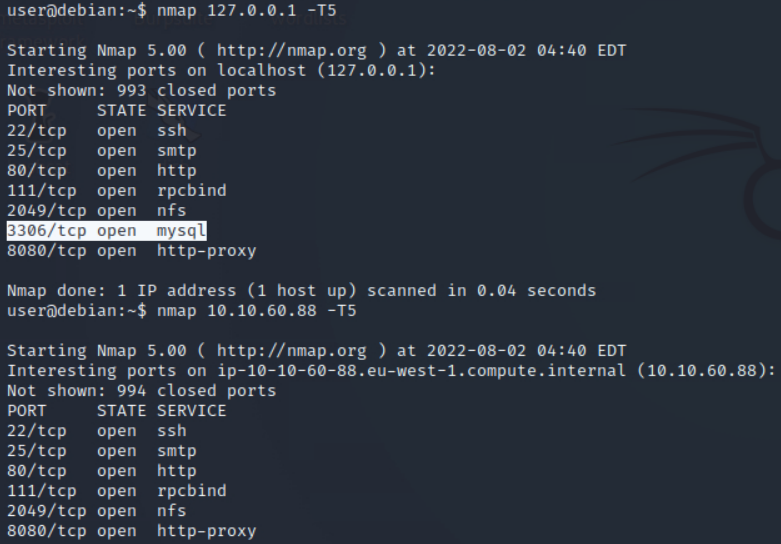 user@debian:~$ nmap 127.0.0.1 -T5
Starting Nmap 5.00 ( http://nmap.org ) at 2022-08-02 04:40 EDT
Interesting ports on localhost (127.0.0.1):
Not shown: 993 closed ports
PORT     STATE SERVICE
22/tcp   open  ssh
25/tcp   open  smtp
80/tcp   open  http
111/tcp  open  rpcbind
2049/tcp open  nfs
3306/tcp open  mysql
8080/tcp open  http-proxy
Nmap done: 1 IP address (1 host up) scanned in 0.04 seconds
user@debian:~$ nmap 10.10.60.88 -T5
Starting Nmap 5.00 ( http://nmap.org ) at 2022-08-02 04:40 EDT
Interesting ports on ip-10-10-60-88.eu-west-1.compute.internal (10.10.60.88):
Not shown: 994 closed ports
PORT     STATE SERVICE
22/tcp   open  ssh
25/tcp   open  smtp
80/tcp   open  http
111/tcp  open  rpcbind
2049/tcp open  nfs
8080/tcp open  http-proxy